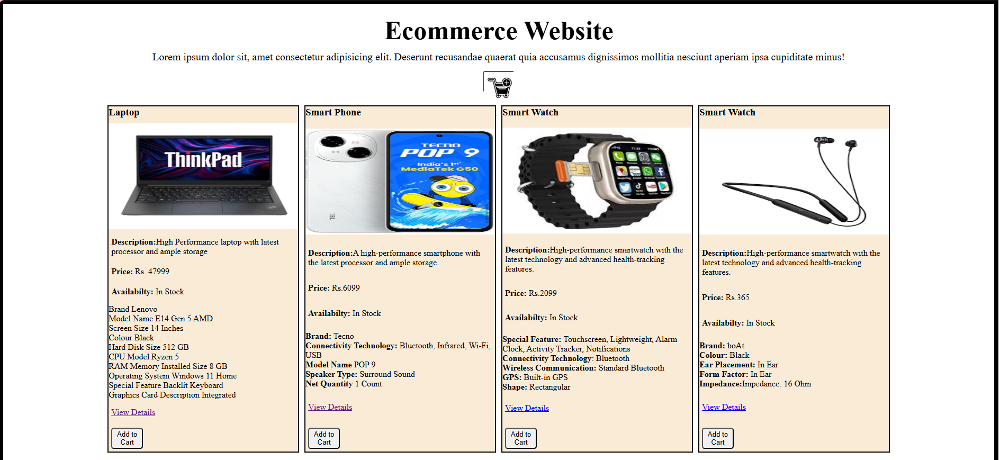 Ecommerce Website
Lorem ipsum dolor sit, amet consectetur adipisicing elit. Deserunt recusandae quaerat quia accusamus dignissimos mollitia nesciunt aperiam ipsa cupiditate minus!
Laptop
ThinkPad
Description:High Performance laptop with latest
processor and ample storage
Price: Rs. 47999
Availabilty: In Stock
Brand Lenovo
Model Name E14 Gen 5 AMD
Screen Size 14 Inches
Colour Black
Hard Disk Size 512 GB
CPU Model Ryzen 5
RAM Memory Installed Size 8 GB
Operating System Windows 11 Home
Special Feature Backlit Keyboard
Graphics Card Description Integrated
View Details
Add to
Cart
Smart Phone
TECNO
POP 9
India's 1st*
MediaTek G50
Description:A high-performance smartphone with
the latest processor and ample storage.
Price: Rs.6099
Availabilty: In Stock
Brand: Tecno
Connectivity Technology: Bluetooth, Infrared, Wi-Fi,
USB
Model Name POP 9
Speaker Type: Surround Sound
Net Quantity 1 Count
View Details
Add to
Cart
Smart Watch
Description:High-performance smartwatch with the
latest technology and advanced health-tracking
features.
Price: Rs.2099
Availabilty: In Stock
Special Feature: Touchscreen, Lightweight, Alarm
Clock, Activity Tracker, Notifications
Connectivity Technology: Bluetooth
Wireless Communication: Standard Bluetooth
GPS: Built-in GPS
Shape: Rectangular
View Details
Add to
Cart
Smart Watch
Description:High-performance smartwatch with the
latest technology and advanced health-tracking
features.
Price: Rs.365
Availabilty: In Stock
Brand: boAt
Colour: Black
Ear Placement: In Ear
Form Factor: In Ear
Impedance:Impedance: 16 Ohm
View Details
Add to
Cart